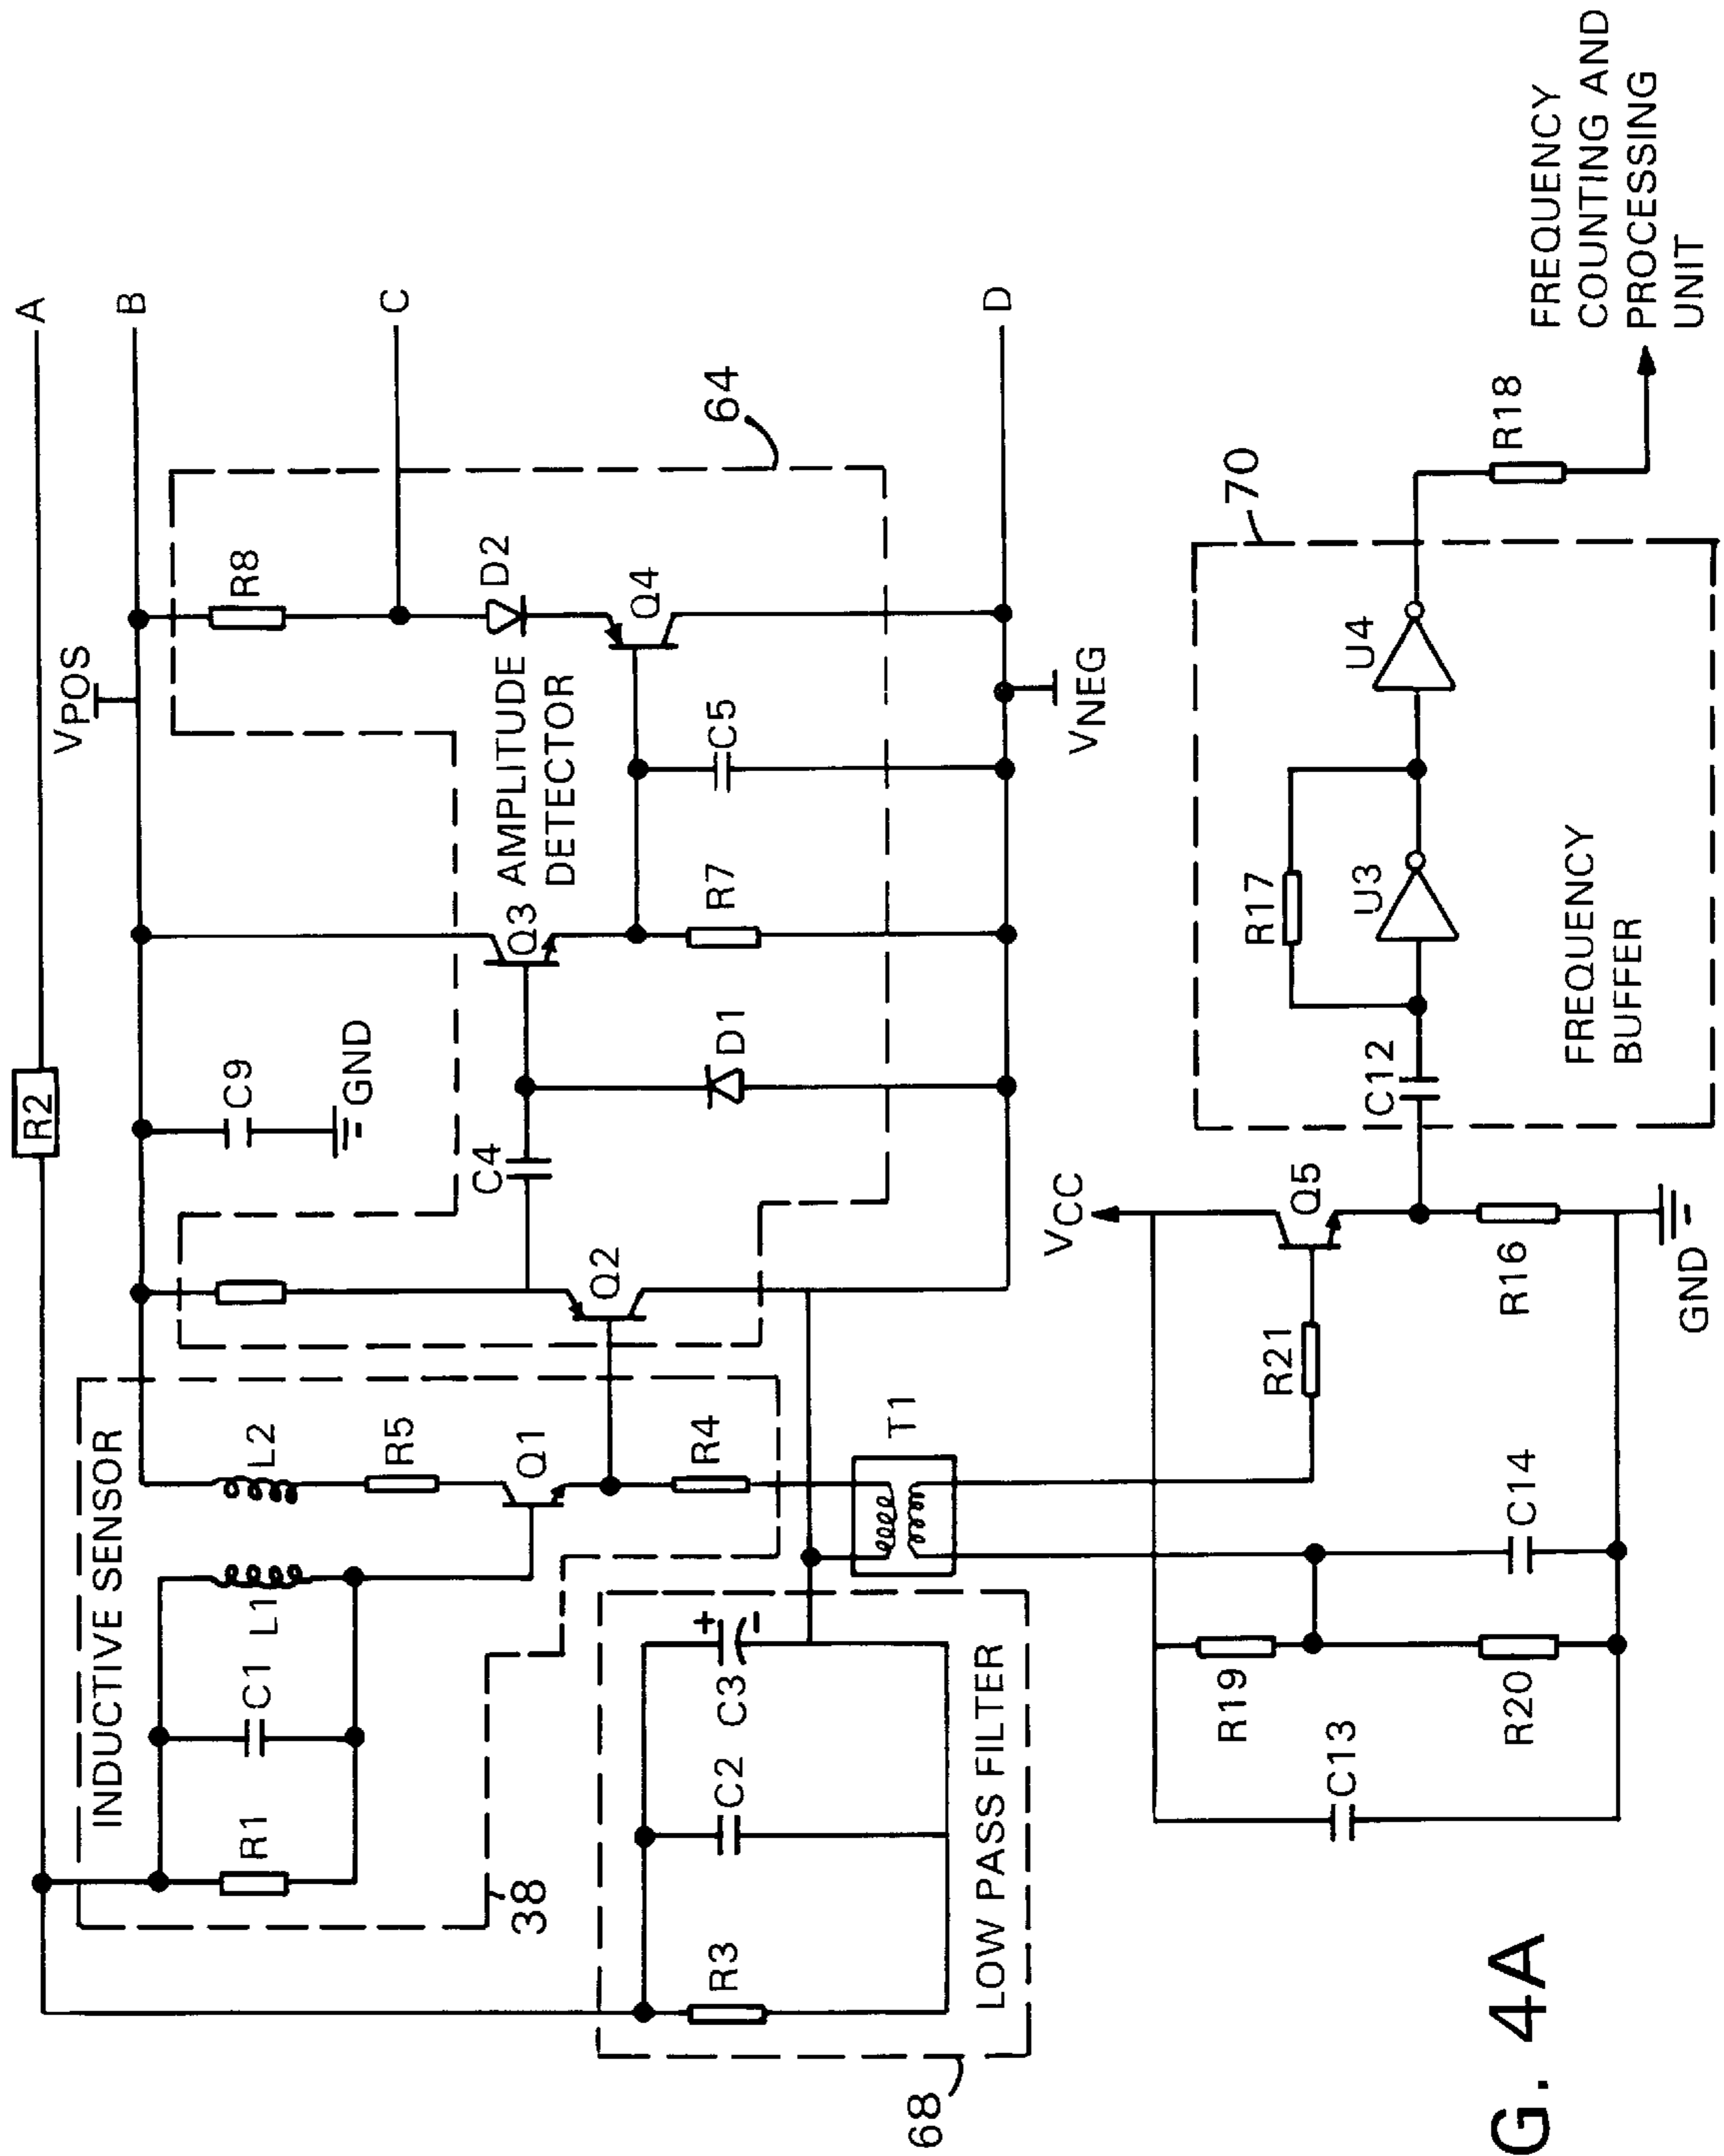 A
R2
B
VPOS
C
D
VNEG
INDUCTIVE SENSOR
R1
C1
L1
L2
R5
Q1
R4
38
Q2
C4
C9
GND
D1
Q3
AMPLITUDE
DETECTOR
R7
C5
R8
D2
Q4
64
T1
R3
C2
C3
+
-
LOW PASS FILTER
68
VCC
R21
Q5
R16
GND
C13
R19
R20
C14
C12
R17
U3
U4
FREQUENCY
BUFFER
70
R18
FREQUENCY
COUNTING AND
PROCESSING
UNIT
G. 4A